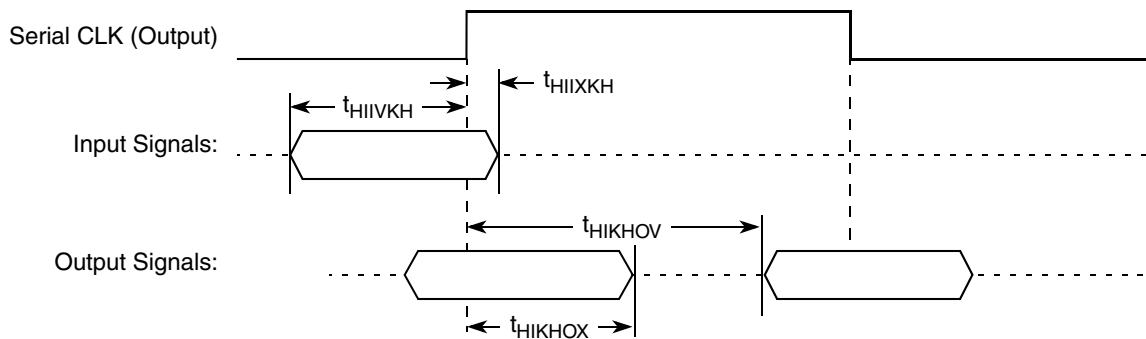 Serial CLK (Output)
tHIIXKH
tHIIVKH
Input Signals:
tHIKHOV
Output Signals:
tHIKHOX